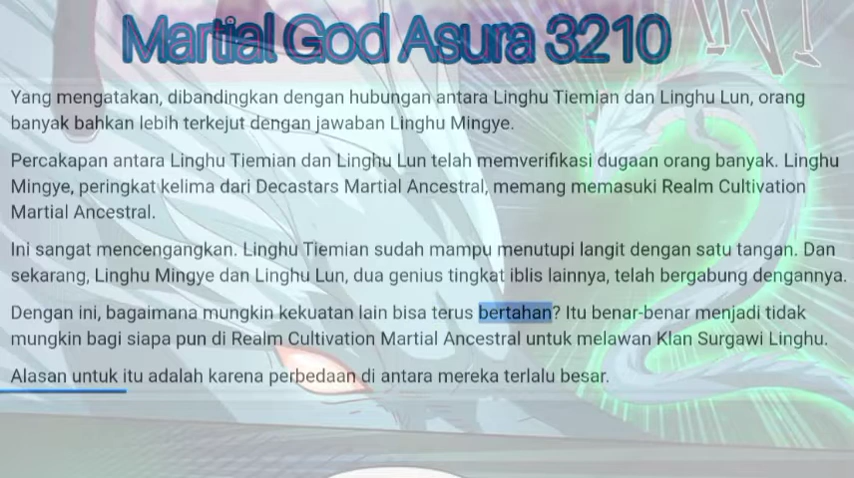 Martial God Asura 3210
Yang mengatakan, dibandingkan dengan hubungan antara Linghu Tiemian dan Linghu Lun, orang
banyak bahkan lebih terkejut dengan jawaban Linghu Mingye.
Percakapan antara Linghu Tiemian dan Linghu Lun telah memverifikasi dugaan orang banyak. Linghu
Mingye, peringkat kelima dari Decastars Martial Ancestral, memang memasuki Realm Cultivation
Martial Ancestral.
Ini sangat mencengangkan. Linghu Tiemian sudah mampu menutupi langit dengan satu tangan. Dan
sekarang, Linghu Mingye dan Linghu Lun, dua genius tingkat iblis lainnya, telah bergabung dengannya.
Dengan ini, bagaimana mungkin kekuatan lain bisa terus bertahan? Itu benar-benar menjadi tidak
mungkin bagi siapa pun di Realm Cultivation Martial Ancestral untuk melawan Klan Surgawi Linghu.
Alasan untuk itu adalah karena perbedaan di antara mereka terlalu besar.